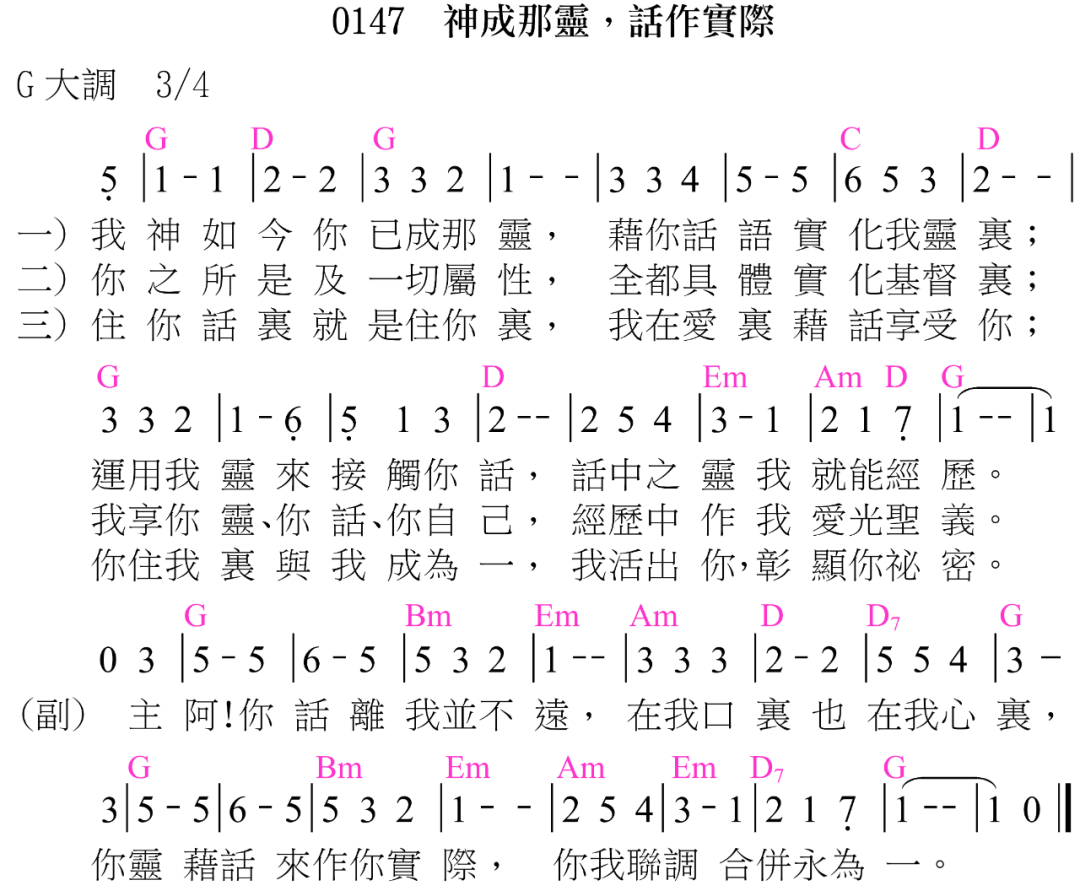 0147 神成那靈，話作實際
G大調 3/4
G D G C D
5̣ |1 - 1 |2 - 2 |3 3 2 |1 - - |3 3 4 |5 - 5 |6 5 3 |2 - - |
一）我 神 如 今 你 已成那 靈， 藉你話 語 實 化我靈 裏；
二）你 之 所 是 及 一切屬 性， 全都具 體 實 化基督 裏；
三）住 你 話 裏 就 是住你 裏， 我在愛 裏 藉 話享受 你；
G D Em Am D G
3 3 2 |1 - 6̣ |5̣ 1 3 |2 -- |2 5 4 |3 - 1 |2 1 7̣ |1 -- |1
運用我 靈 來 接 觸你 話， 話中之 靈 我 就能經 歷。
我享你 靈、你 話、你自 己， 經歷中 作 我 愛光聖 義。
你住我 裏 與 我 成為 一， 我活出 你，彰 顯你祕 密。
G Bm Em Am D D7 G
0 3 |5 - 5 |6 - 5 |5 3 2 |1 -- |3 3 3 |2 - 2 |5 5 4 |3 -
（副） 主 阿!你 話 離 我並不 遠， 在我口 裏 也 在我心 裏，
G Bm Em Am Em D7 G
3|5 - 5|6 - 5|5 3 2 |1 - - |2 5 4|3 - 1|2 1 7̣ |1 -- |1 0 ‖
你靈 藉話 來作你實 際， 你我聯調 合併永為 一。